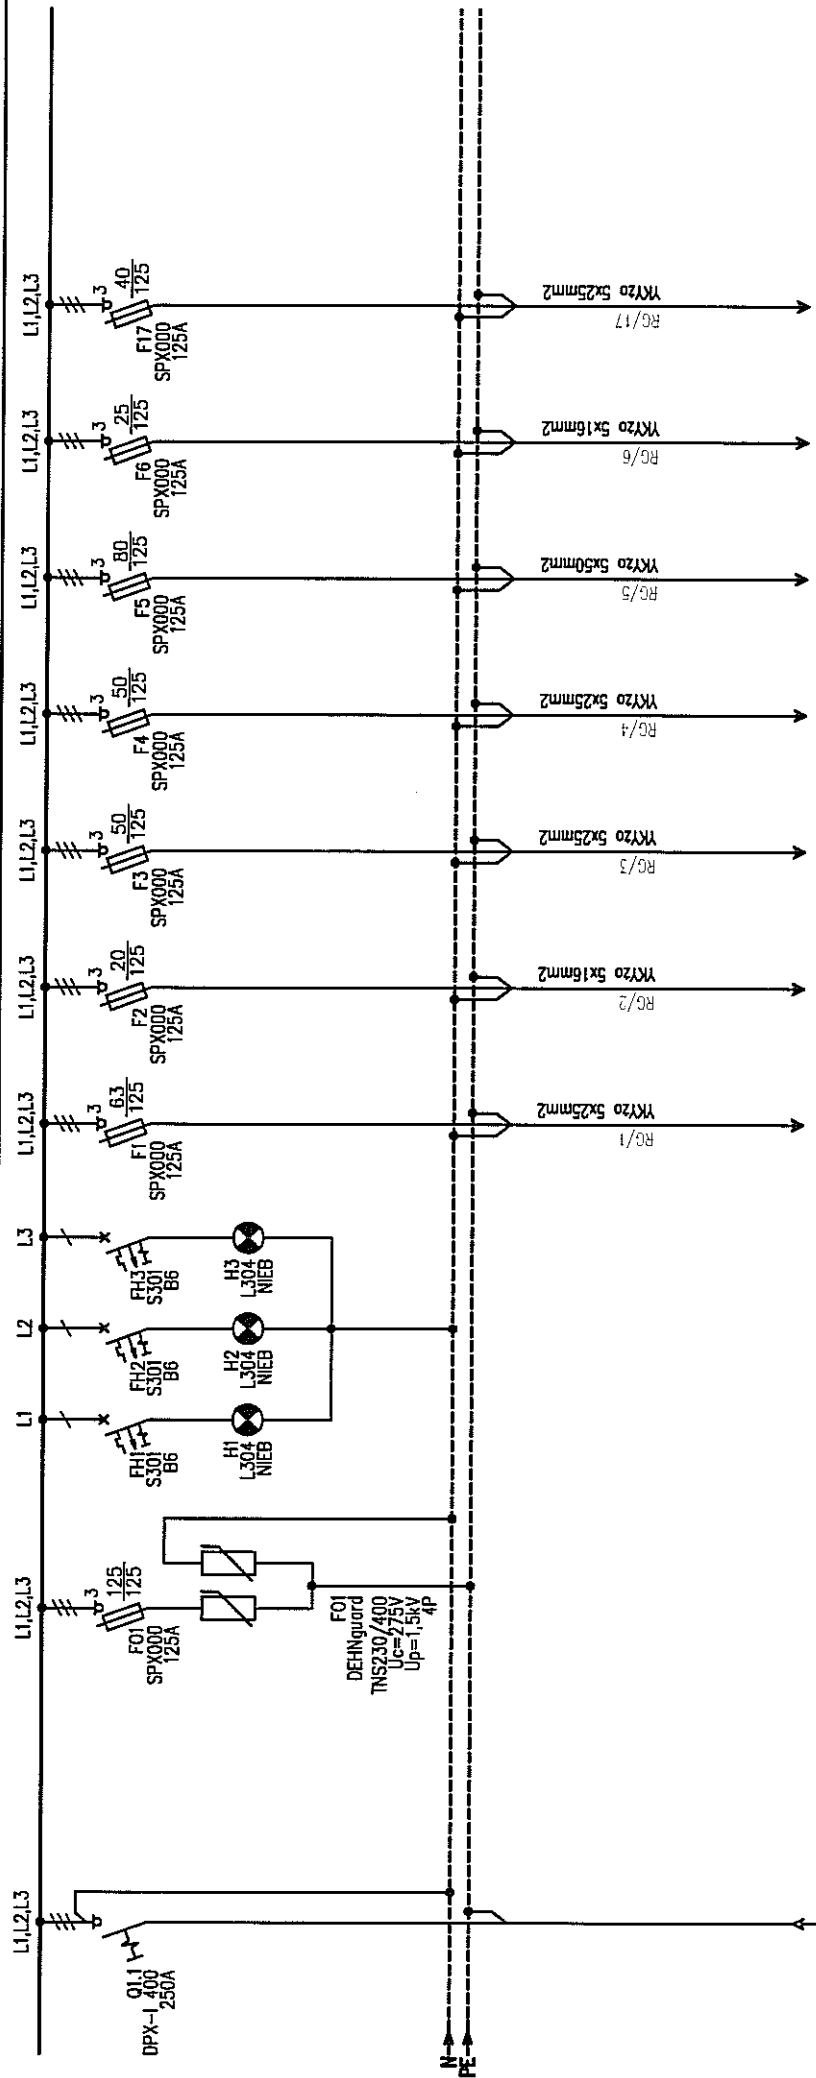 L1,L2,L3
Q1.1
DPX-I 400
250A
N
PE
L1,L2,L3
3
125
125
F01
SPX000
125A
F01
DEHNguard
TNS230/400
Uc=275V
Up=1,5kV
4P
L1
FH1
S301
B6
H1
L304
NIEB
L2
FH2
S301
B6
H2
L304
NIEB
L3
FH3
S301
B6
H3
L304
NIEB
L1,L2,L3
3
63
125
F1
SPX000
125A
YKYżo 5x25mm2
RG/1
L1,L2,L3
3
20
125
F2
SPX000
125A
YKYżo 5x16mm2
RG/2
L1,L2,L3
3
50
125
F3
SPX000
125A
YKYżo 5x25mm2
RG/3
L1,L2,L3
3
50
125
F4
SPX000
125A
YKYżo 5x25mm2
RG/4
L1,L2,L3
3
80
125
F5
SPX000
125A
YKYżo 5x50mm2
RG/5
L1,L2,L3
3
25
125
F6
SPX000
125A
YKYżo 5x16mm2
RG/6
L1,L2,L3
3
40
125
F17
SPX000
125A
YKYżo 5x25mm2
RG/17